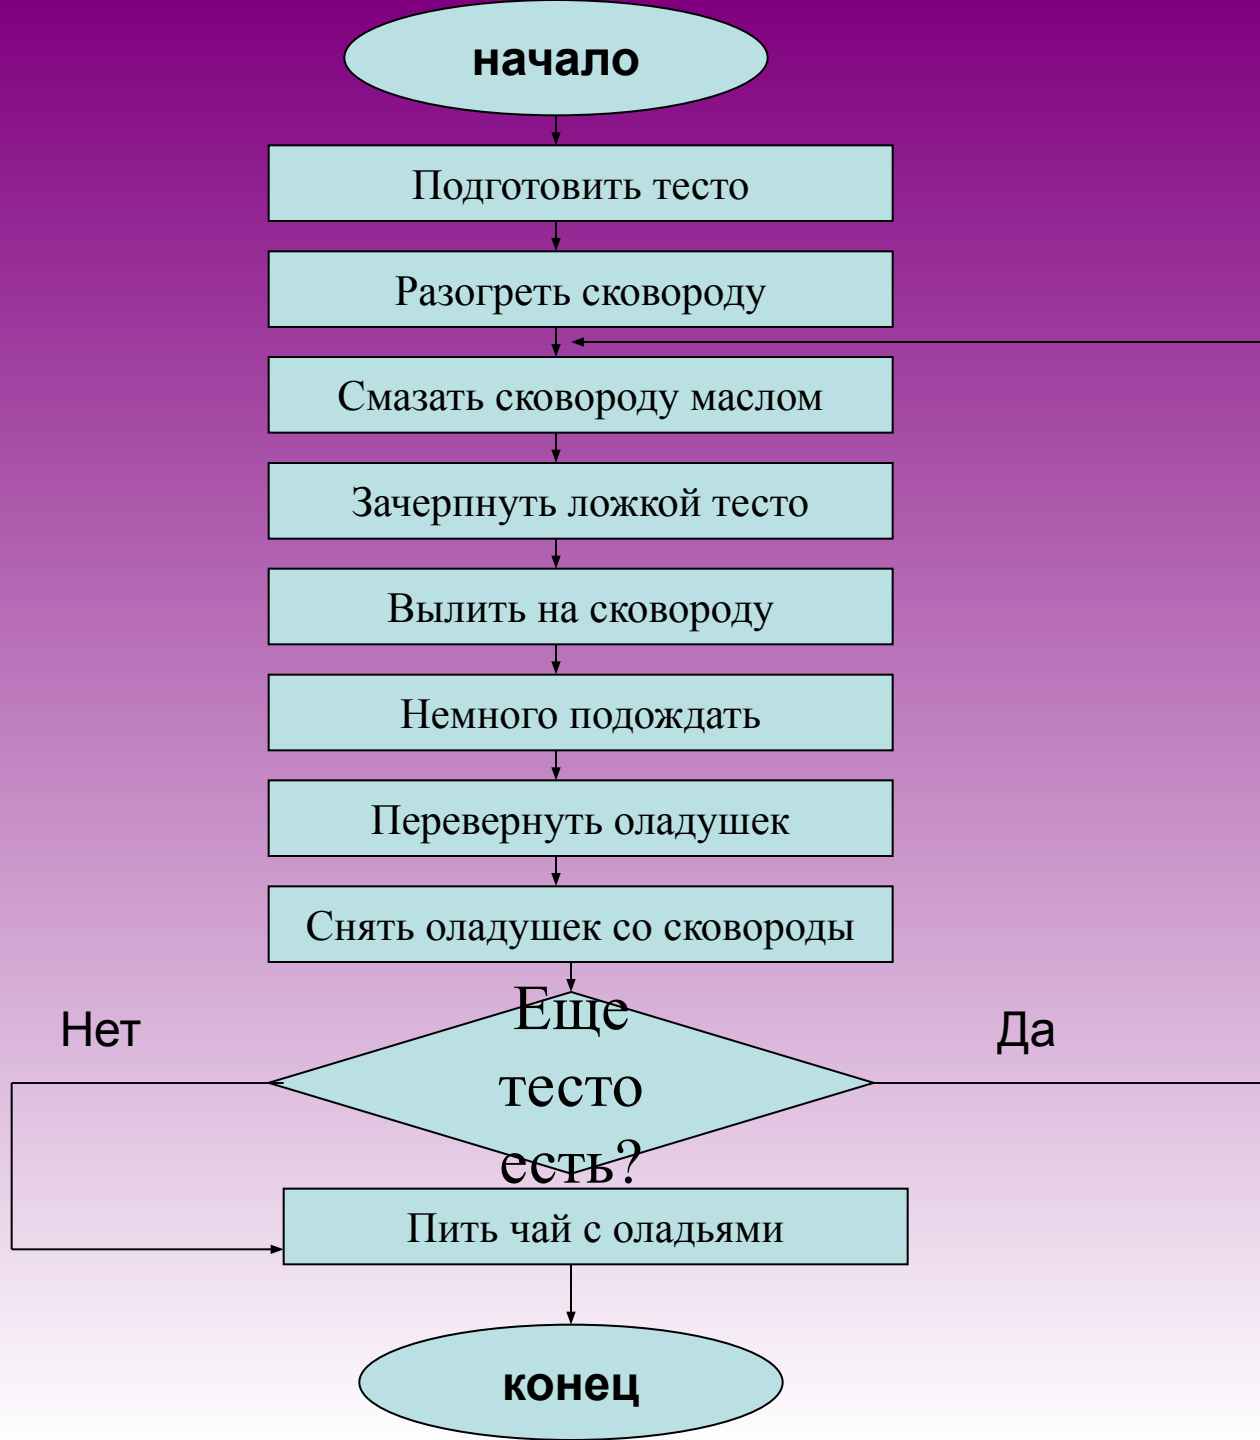 начало
Подготовить тесто
Разогреть сковороду
Смазать сковороду маслом
Зачерпнуть ложкой тесто
Вылить на сковороду
Немного подождать
Перевернуть оладушек
Снять оладушек со сковороды
Нет
Еще
тесто
есть?
Да
Пить чай с оладьями
конец